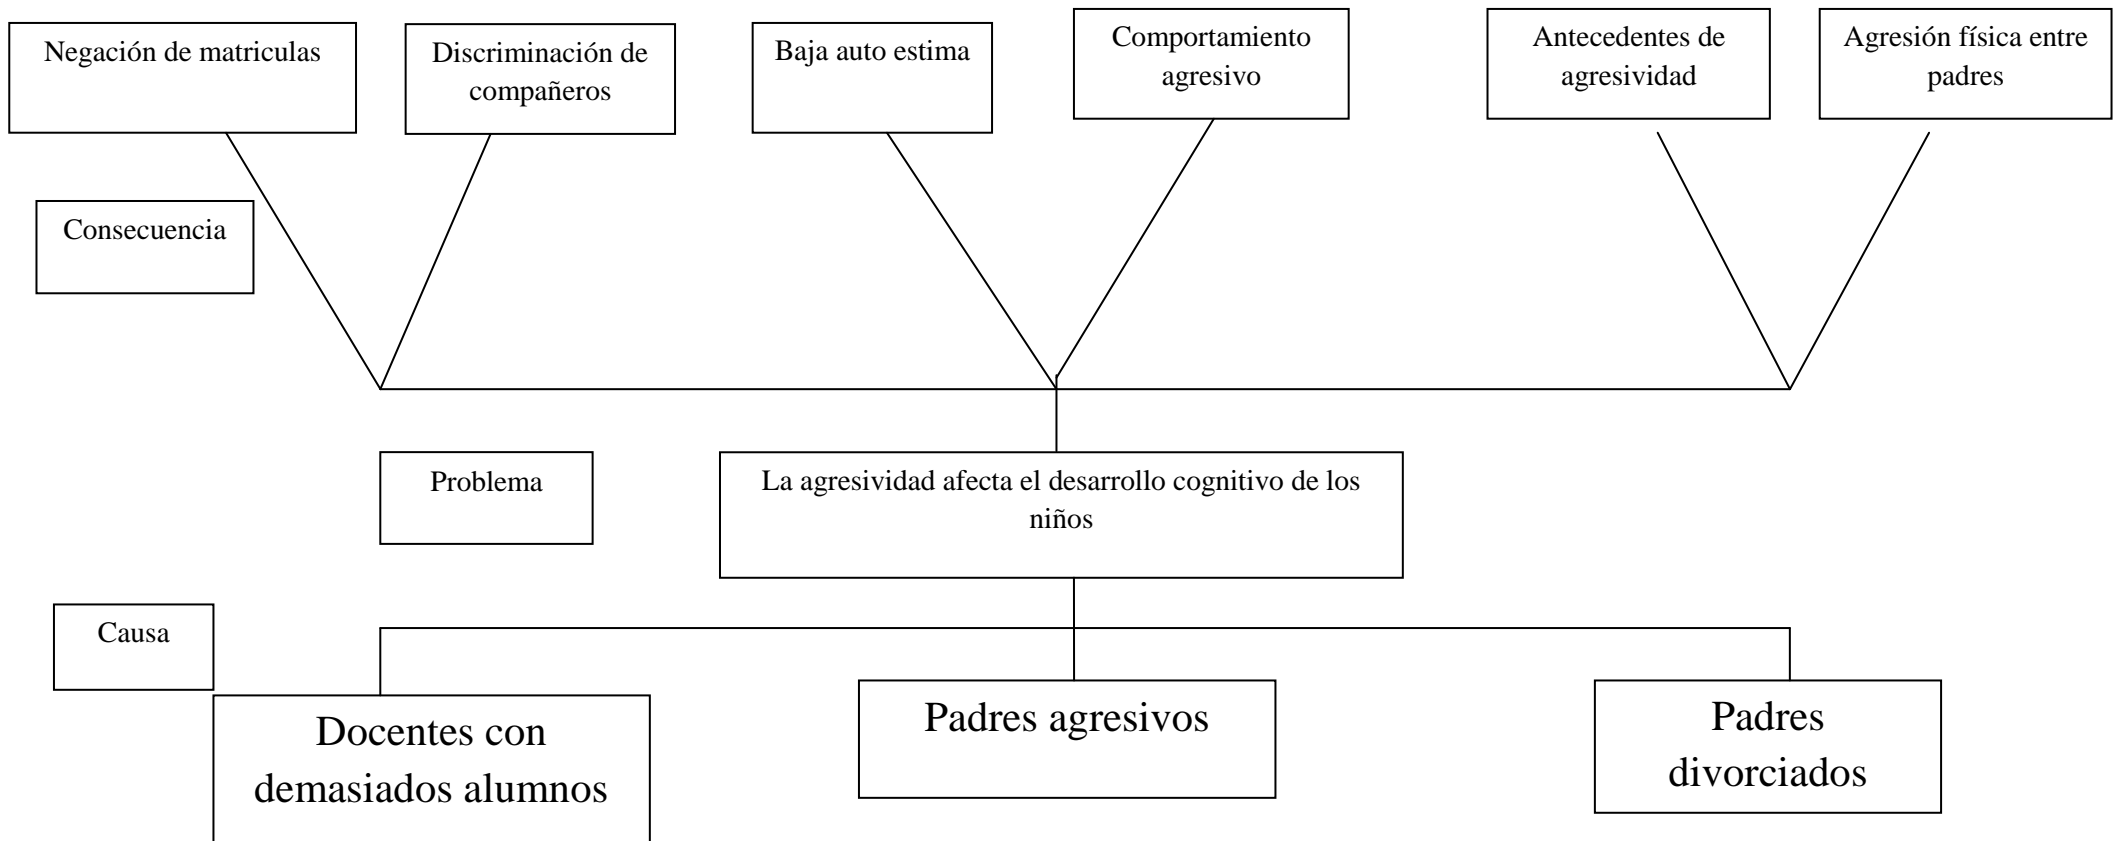 Negación de matriculas
Discriminación de
compañeros
Baja auto estima
Comportamiento
agresivo
Antecedentes de
agresividad
Agresión física entre
padres
Consecuencia
Problema
La agresividad afecta el desarrollo cognitivo de los
niños
Causa
Docentes con
demasiados alumnos
Padres agresivos
Padres
divorciados